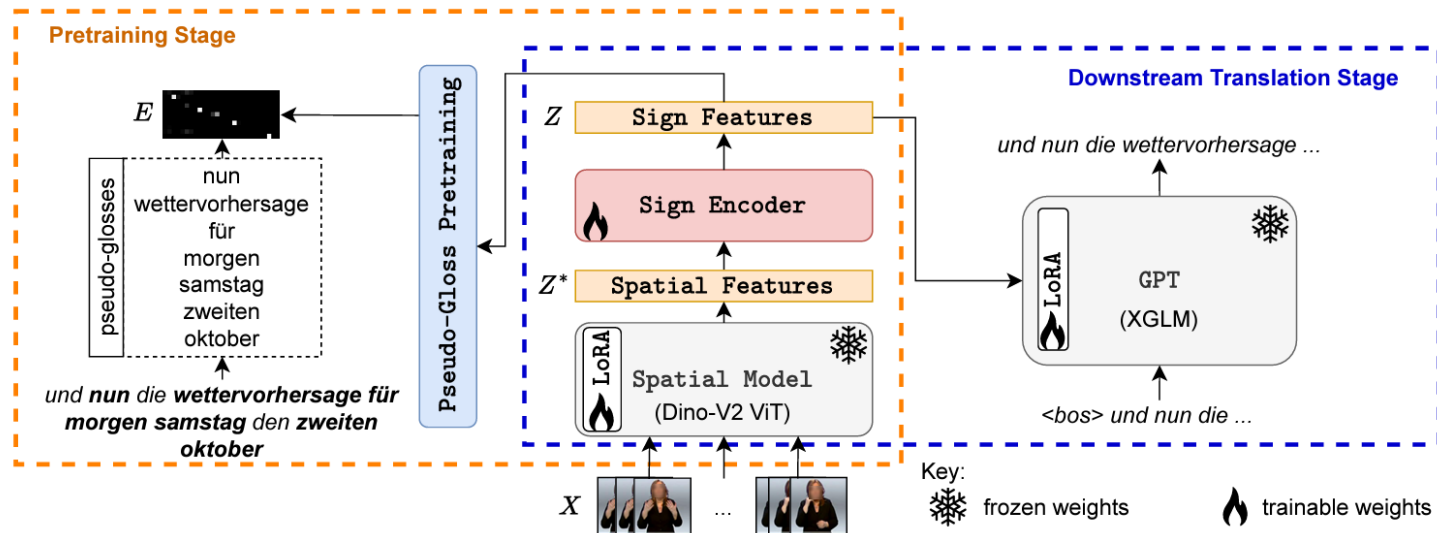 Pretraining Stage
Downstream Translation Stage
E
pseudo-glosses
nun
wettervorhersage
für
morgen
samstag
zweiten
oktober
und nun die wettervorhersage für
morgen samstag den zweiten
oktober
Pseudo-Gloss Pretraining
Z
Sign Features
Sign Encoder
Z*
Spatial Features
LoRA
Spatial Model
(Dino-V2 ViT)
X
...
und nun die wettervorhersage ...
LoRA
GPT
(XGLM)
<bos> und nun die ...
Key:
frozen weights
trainable weights